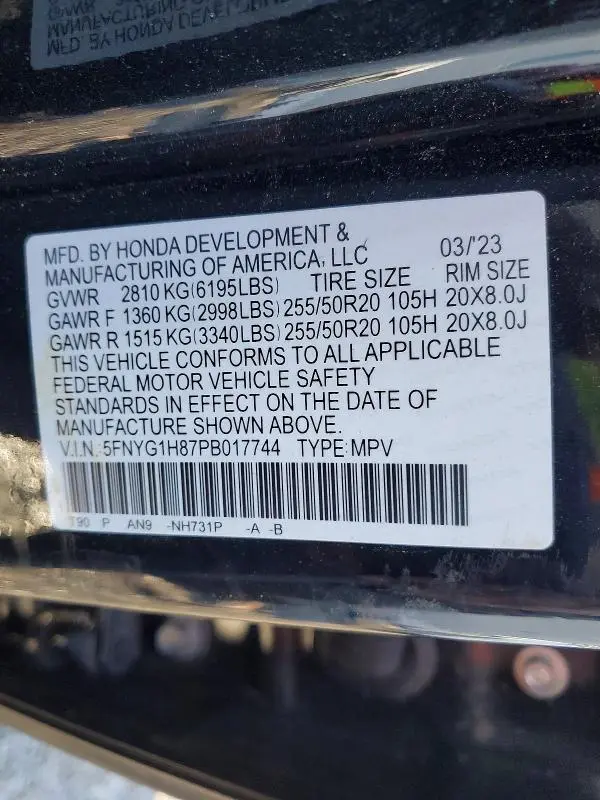 MFD. BY HONDA DEVELOPMENT &
MANUFACTURING OF AMERICA, LLC 03/'23
GVWR 2810 KG(6195LBS) TIRE SIZE RIM SIZE
GAWR F 1360 KG(2998LBS) 255/50R20 105H 20X8.0J
GAWR R 1515 KG(3340LBS) 255/50R20 105H 20X8.0J
THIS VEHICLE CONFORMS TO ALL APPLICABLE
FEDERAL MOTOR VEHICLE SAFETY
STANDARDS IN EFFECT ON THE DATE OF
MANUFACTURE SHOWN ABOVE.
V.I.N.:5FNYG1H87PB017744 TYPE:MPV
T90 P AN9 -NH731P -A -B